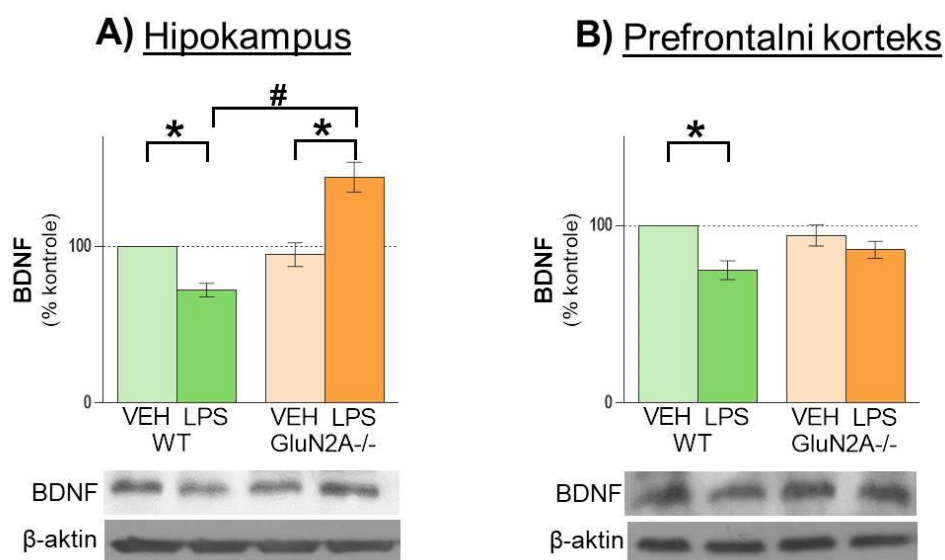 A) Hipokampus
#
*
*
BDNF
(% kontrole)
100
0
VEH LPS
VEH LPS
WT
GluN2A-/-
BDNF
β-aktin
B) Prefrontalni korteks
*
BDNF
(% kontrole)
100
0
VEH LPS
VEH LPS
WT
GluN2A-/-
BDNF
β-aktin